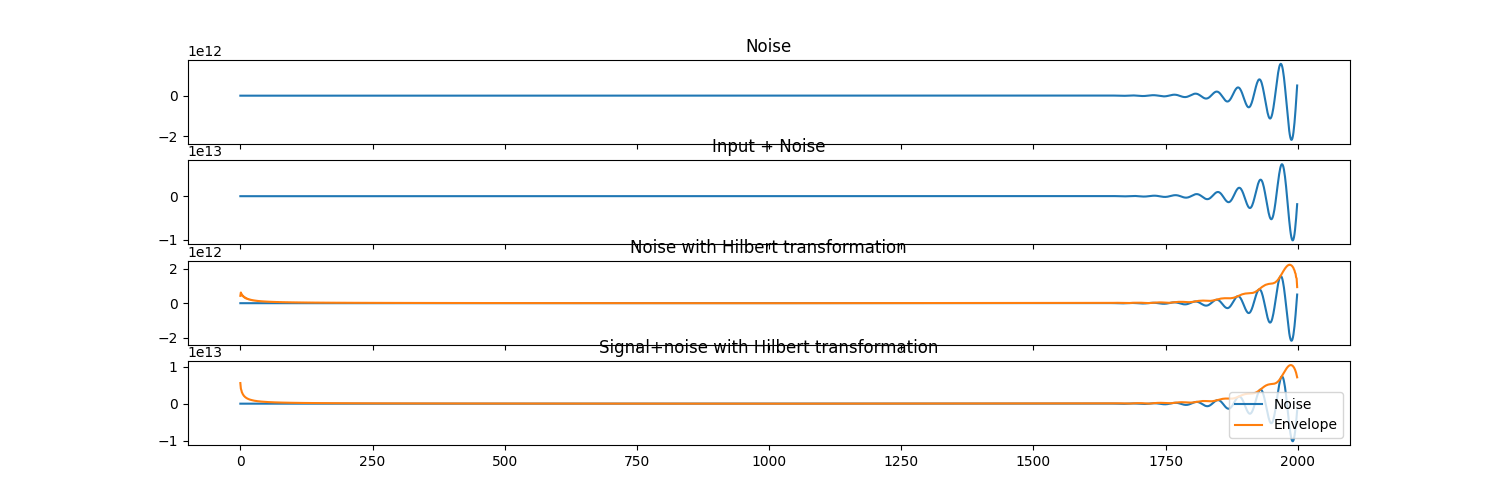 Noise
1e12
0
−2
Input + Noise
1e13
0
−1
Noise with Hilbert transformation
1e12
2
0
−2
Signal+noise with Hilbert transformation
1e13
1
0
−1
Noise
Envelope
0 250 500 750 1000 1250 1500 1750 2000